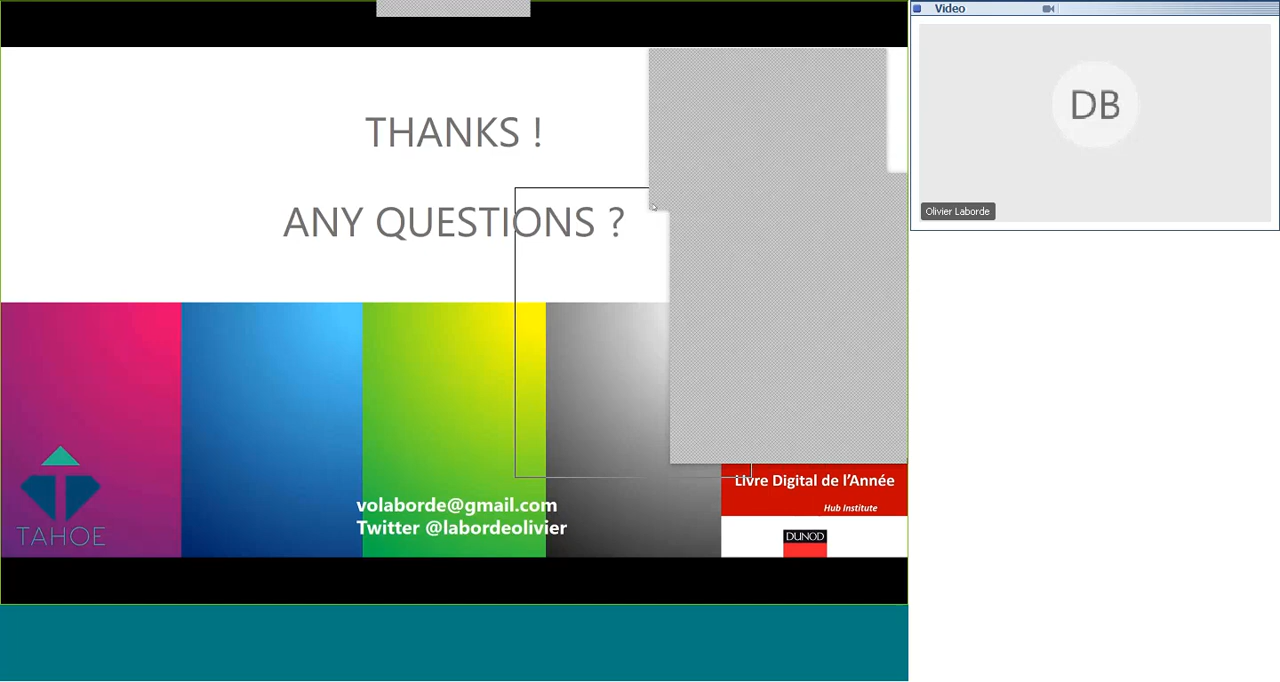 Video
THANKS !
ANY QUESTIONS ?
DB
Olivier Laborde
Livre Digital de l’Année
Hub Institute
volaborde@gmail.com
Twitter @labordeolivier
TAHOE
DUNOD